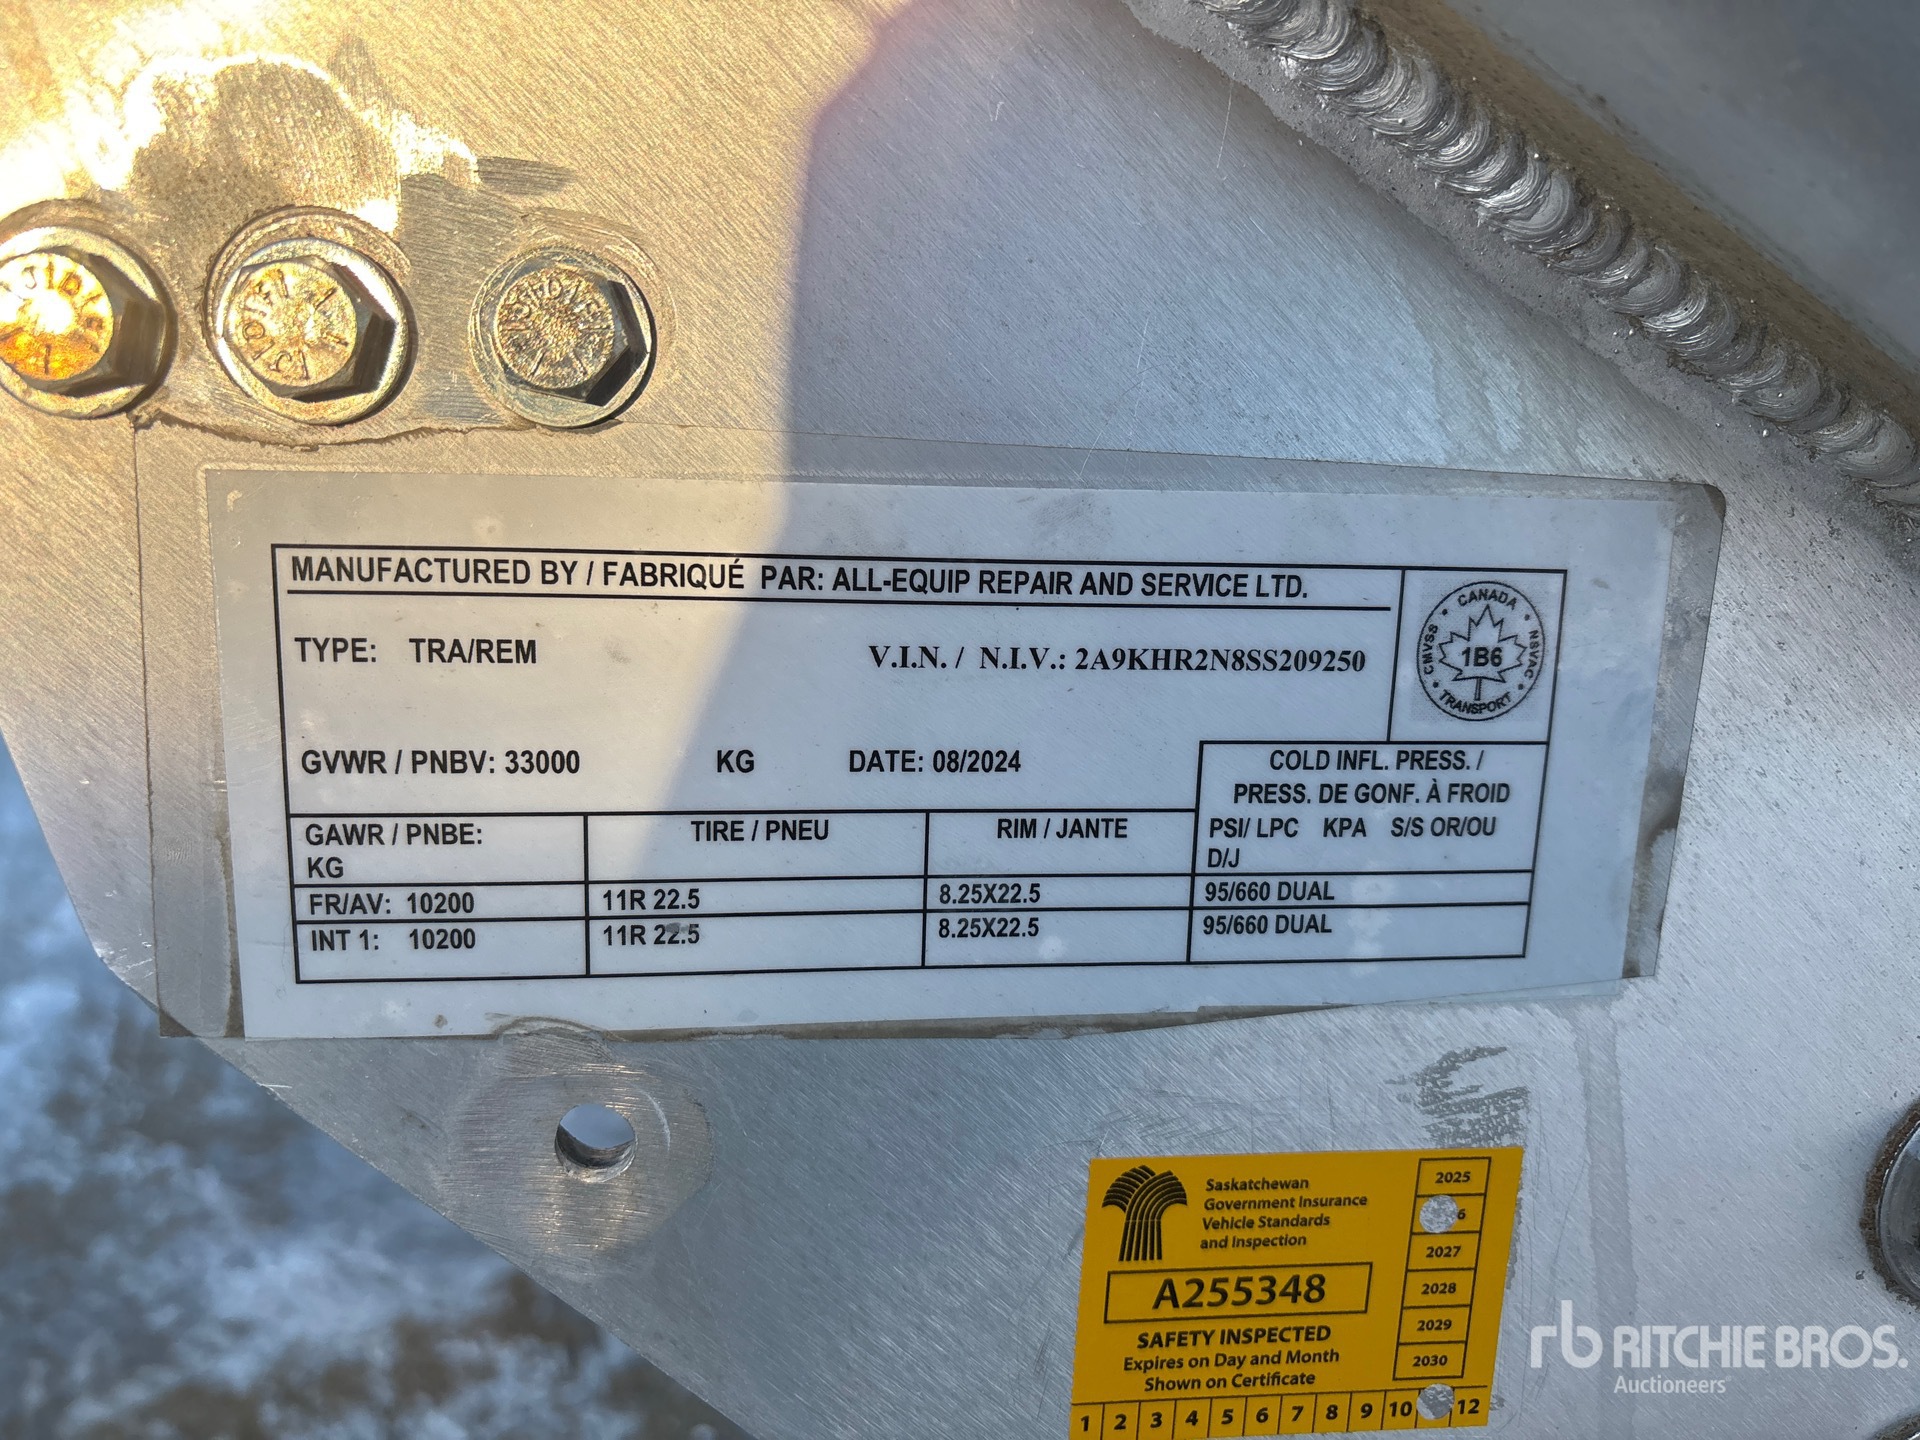 MANUFACTURED BY / FABRIQUÉ PAR: ALL-EQUIP REPAIR AND SERVICE LTD.
TYPE: TRA/REM
V.I.N. / N.I.V.: 2A9KHR2N8SS209250
CANADA
CMVSS
NSVAC
1B6
TRANSPORT
GVWR / PNBV: 33000 KG DATE: 08/2024
COLD INFL. PRESS. /
PRESS. DE GONF. À FROID
PSI/ LPC KPA S/S OR/OU
D/J
GAWR / PNBE:
KG
TIRE / PNEU
RIM / JANTE
FR/AV: 10200 11R 22.5 8.25X22.5 95/660 DUAL
INT 1: 10200 11R 22.5 8.25X22.5 95/660 DUAL
Saskatchewan
Government Insurance
Vehicle Standards
and Inspection
A255348
SAFETY INSPECTED
Expires on Day and Month
Shown on Certificate
2025
6
2027
2028
2029
2030
1 2 3 4 5 6 7 8 9 10 12
rb RITCHIE BROS.
Auctioneers